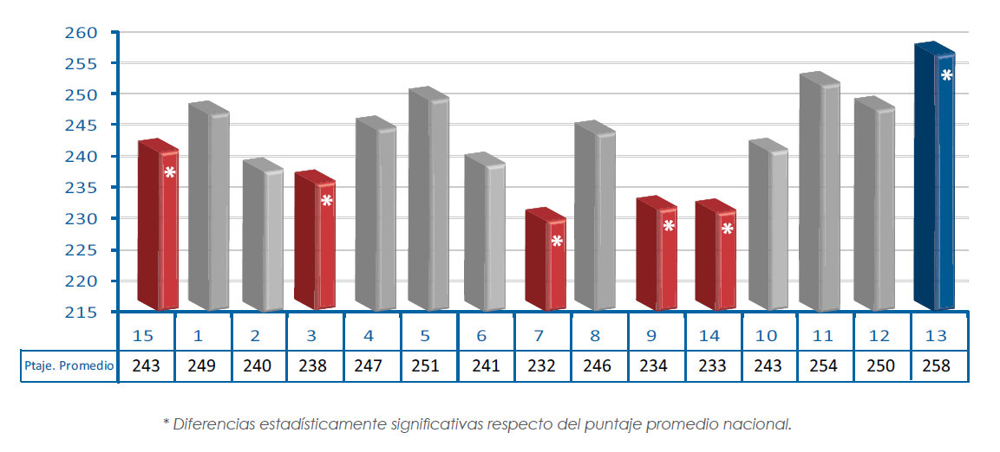 260
255
250
245
240
235
230
225
220
215
15 1 2 3 4 5 6 7 8 9 14 10 11 12 13
Ptaje. Promedio 243 249 240 238 247 251 241 232 246 234 233 243 254 250 258
* * * * * *
* Diferencias estadísticamente significativas respecto del puntaje promedio nacional.